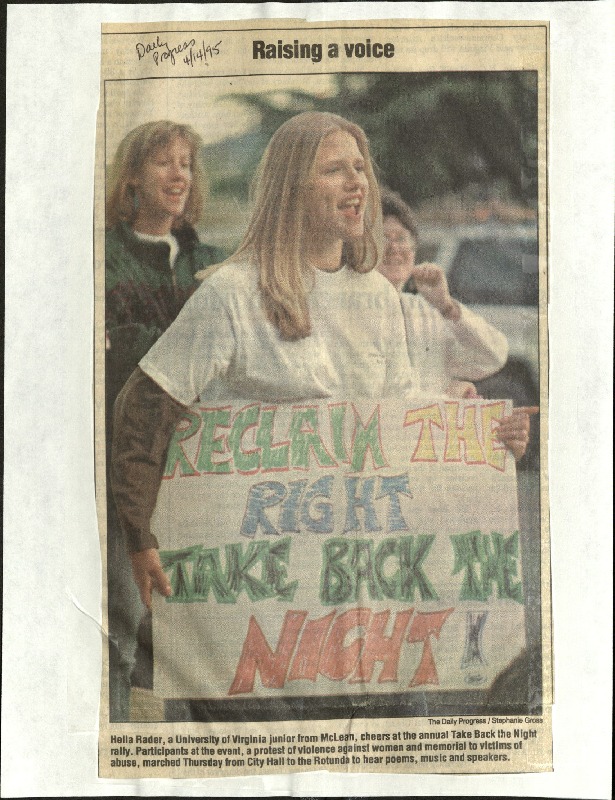 Daily
Progress
4/14/95
Raising a voice
RECLAIM THE
RIGHT
TAKE BACK THE
NIGHT!
The Daily Progress / Stephanie Gross
Hella Rader, a University of Virginia junior from McLean, cheers at the annual Take Back the Night
rally. Participants at the event, a protest of violence against women and memorial to victims of
abuse, marched Thursday from City Hall to the Rotunda to hear poems, music and speakers.